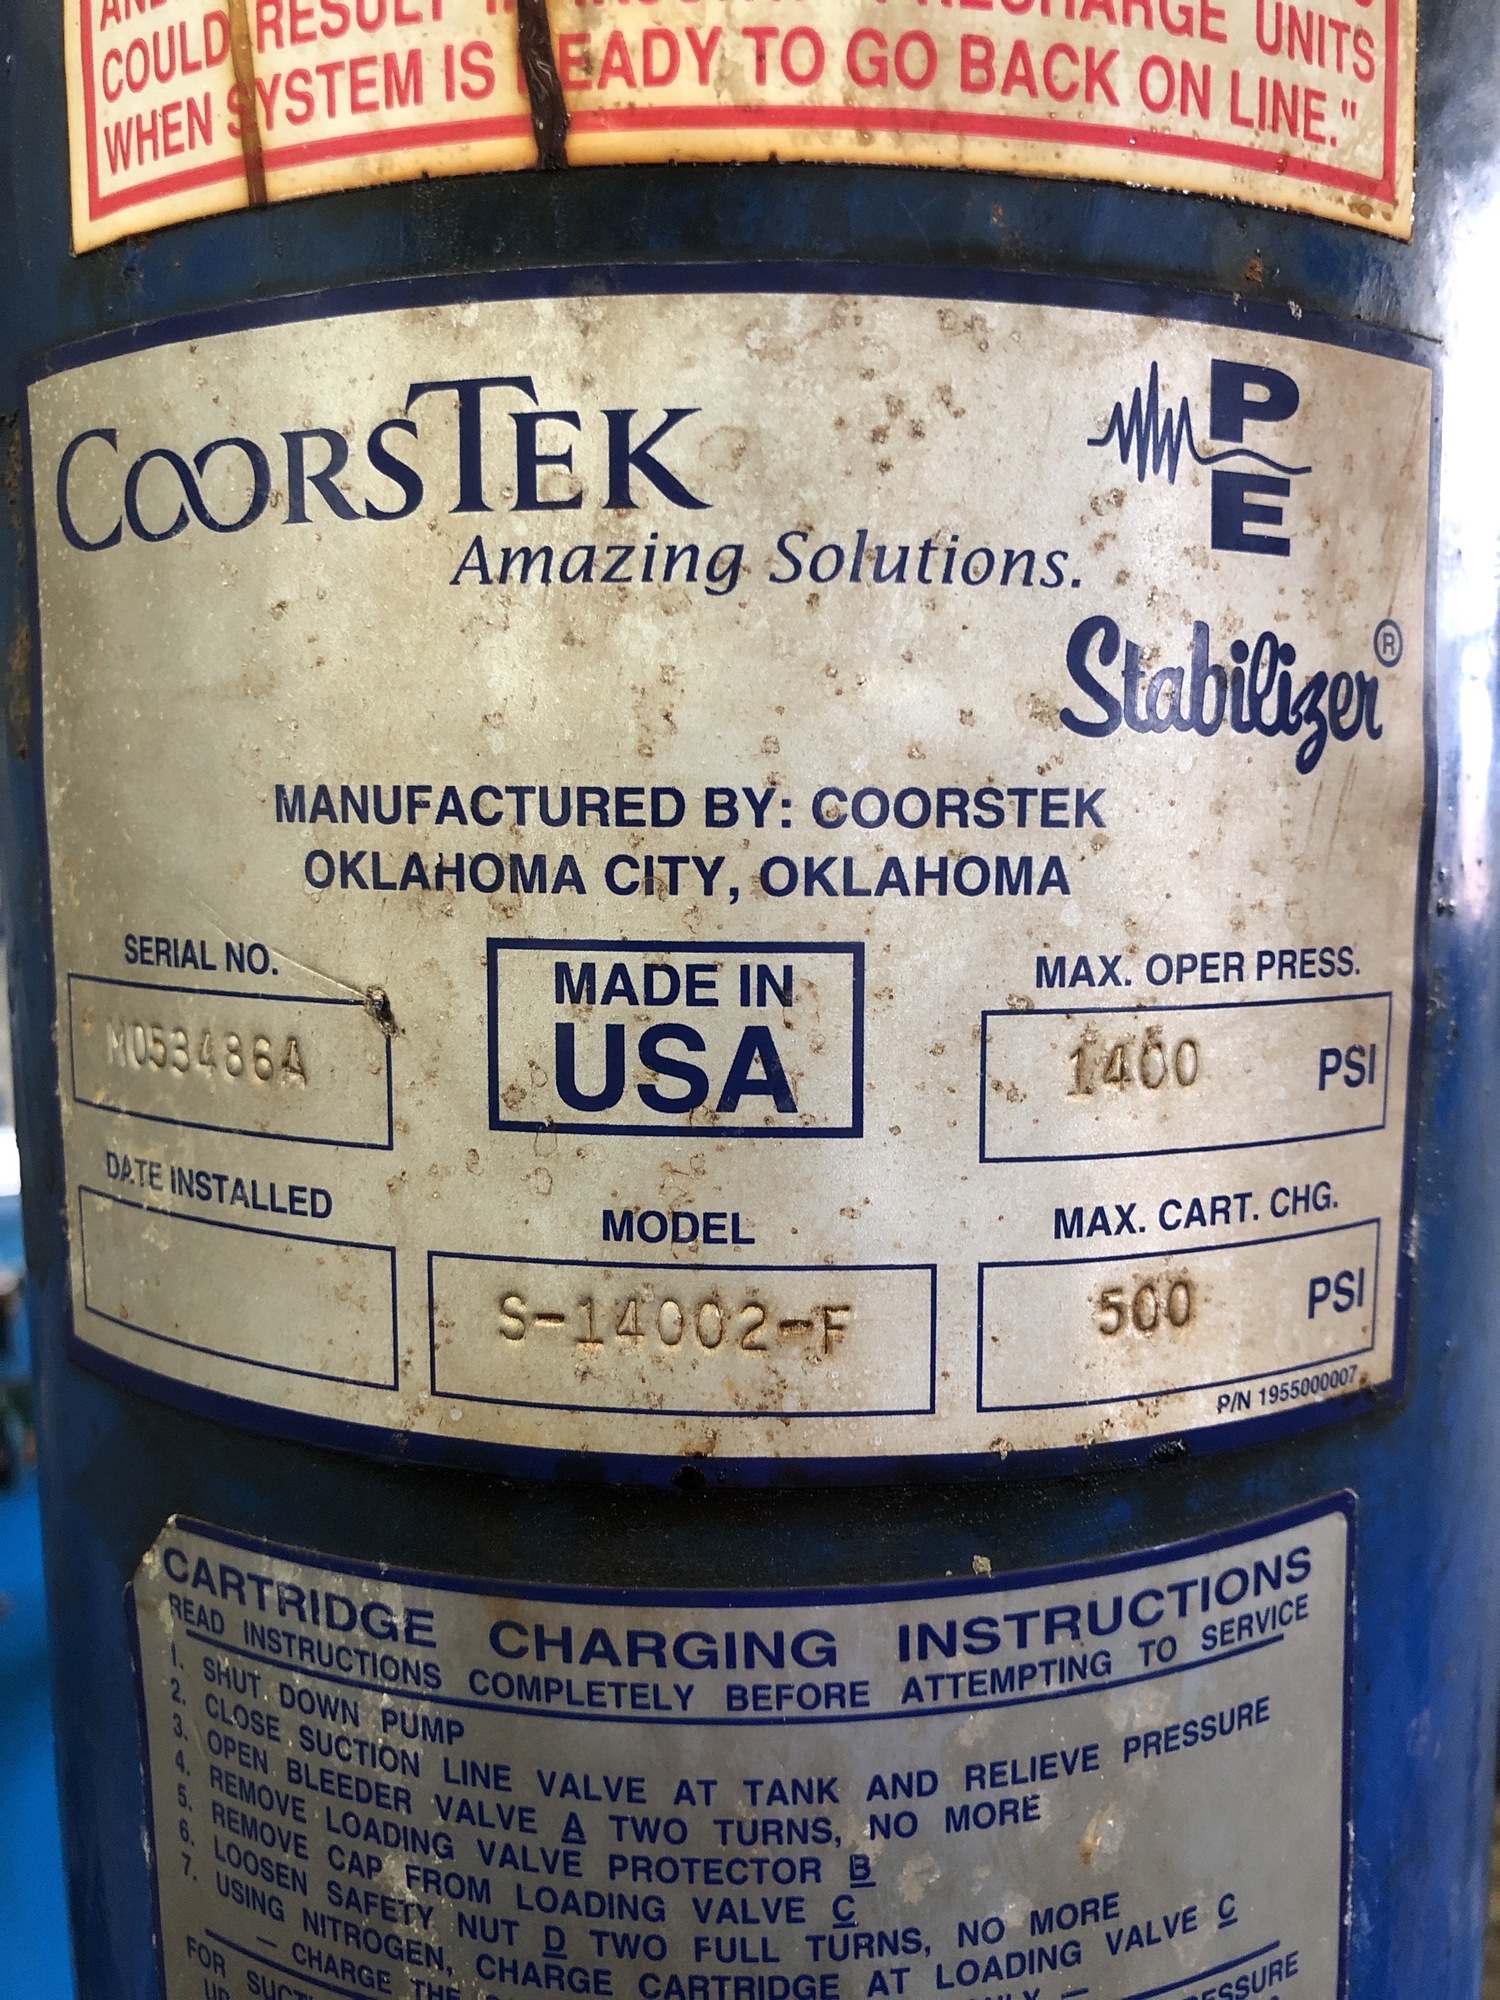 COULD RESULT UNITS
WHEN SYSTEM IS READY TO GO BACK ON LINE."
COORSTEK
Amazing Solutions.
PE
Stabilizer®
MANUFACTURED BY: COORSTEK
OKLAHOMA CITY, OKLAHOMA
SERIAL NO.
M053486A
MADE IN
USA
MAX. OPER PRESS.
1400 PSI
DATE INSTALLED
MODEL
S-14002-F
MAX. CART. CHG.
500 PSI
P/N 1955000007
CARTRIDGE CHARGING INSTRUCTIONS
READ INSTRUCTIONS COMPLETELY BEFORE ATTEMPTING TO SERVICE
1. SHUT DOWN PUMP
2. CLOSE SUCTION LINE VALVE AT TANK AND RELIEVE PRESSURE
3. OPEN BLEEDER VALVE A TWO TURNS, NO MORE
4. REMOVE LOADING VALVE PROTECTOR B
5. REMOVE CAP FROM LOADING VALVE C
6. LOOSEN SAFETY NUT D TWO FULL TURNS, NO MORE
7. USING NITROGEN, CHARGE CARTRIDGE AT LOADING VALVE C
— CHARGE THE
FOR